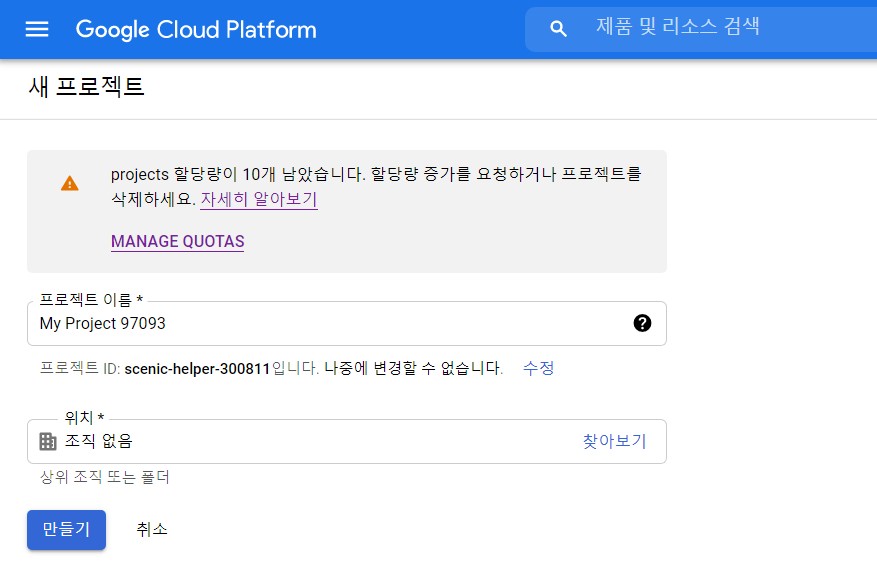 Google Cloud Platform
제품 및 리소스 검색
새 프로젝트
projects 할당량이 10개 남았습니다. 할당량 증가를 요청하거나 프로젝트를
삭제하세요. 자세히 알아보기
MANAGE QUOTAS
프로젝트 이름 *
My Project 97093
프로젝트 ID: scenic-helper-300811입니다. 나중에 변경할 수 없습니다. 수정
위치 *
조직 없음 찾아보기
상위 조직 또는 폴더
만들기 취소